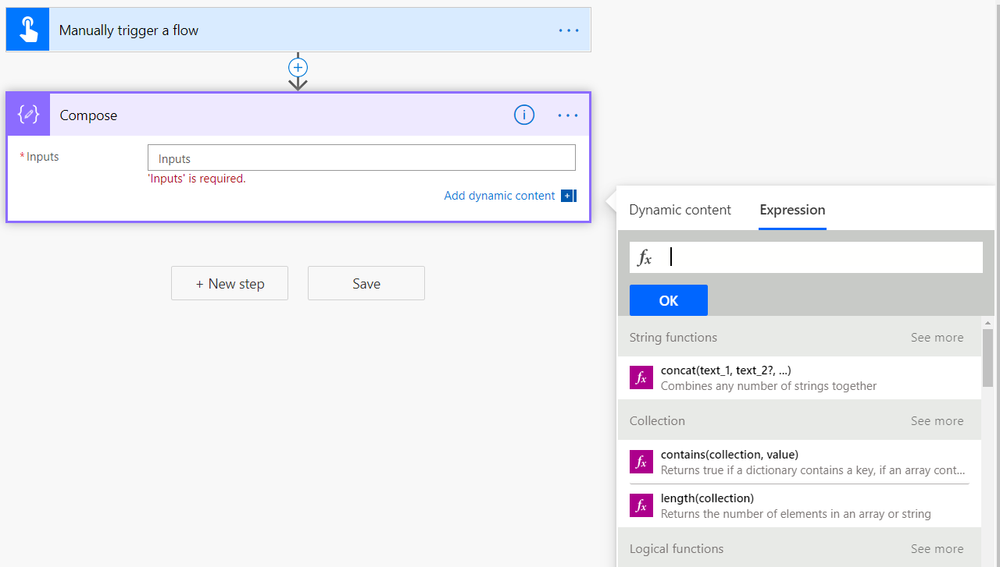 Manually trigger a flow
Compose
* Inputs
Inputs
'Inputs' is required.
Add dynamic content
+ New step
Save
Dynamic content
Expression
fx
OK
String functions
See more
fx
concat(text_1, text_2?, ...)
Combines any number of strings together
Collection
See more
fx
contains(collection, value)
Returns true if a dictionary contains a key, if an array cont...
fx
length(collection)
Returns the number of elements in an array or string
Logical functions
See more